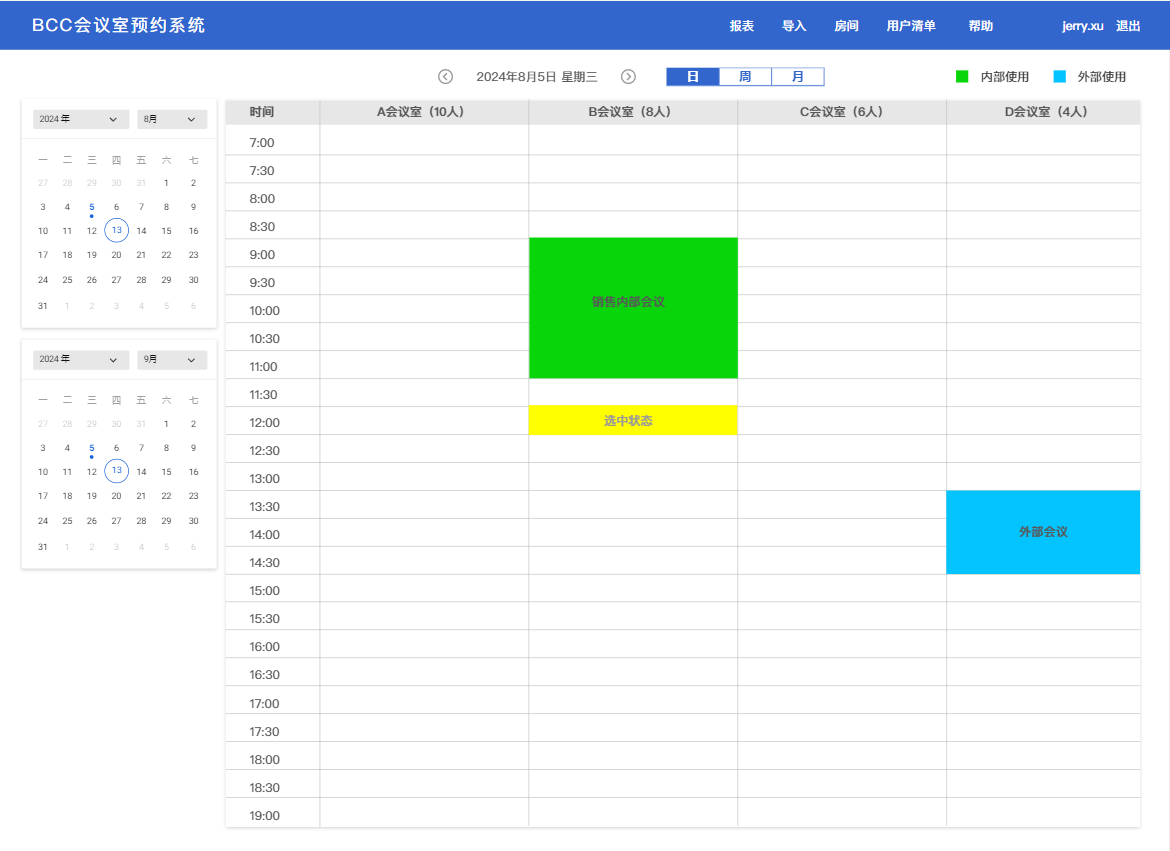 BCC会议室预约系统 报表 导入 房间 用户清单 帮助 jerry.xu 退出
2024年8月5日 星期三 日 周 月 内部使用 外部使用
2024 年 8月
一 二 三 四 五 六 七
27 28 29 30 31 1 2
3 4 5 6 7 8 9
10 11 12 13 14 15 16
17 18 19 20 21 22 23
24 25 26 27 28 29 30
31 1 2 3 4 5 6
2024 年 9月
一 二 三 四 五 六 七
27 28 29 30 31 1 2
3 4 5 6 7 8 9
10 11 12 13 14 15 16
17 18 19 20 21 22 23
24 25 26 27 28 29 30
31 1 2 3 4 5 6
时间 A会议室（10人） B会议室（8人） C会议室（6人） D会议室（4人）
7:00
7:30
8:00
8:30
9:00
9:30
10:00 销售内部会议
10:30
11:00
11:30
12:00 选中状态
12:30
13:00
13:30
14:00 外部会议
14:30
15:00
15:30
16:00
16:30
17:00
17:30
18:00
18:30
19:00